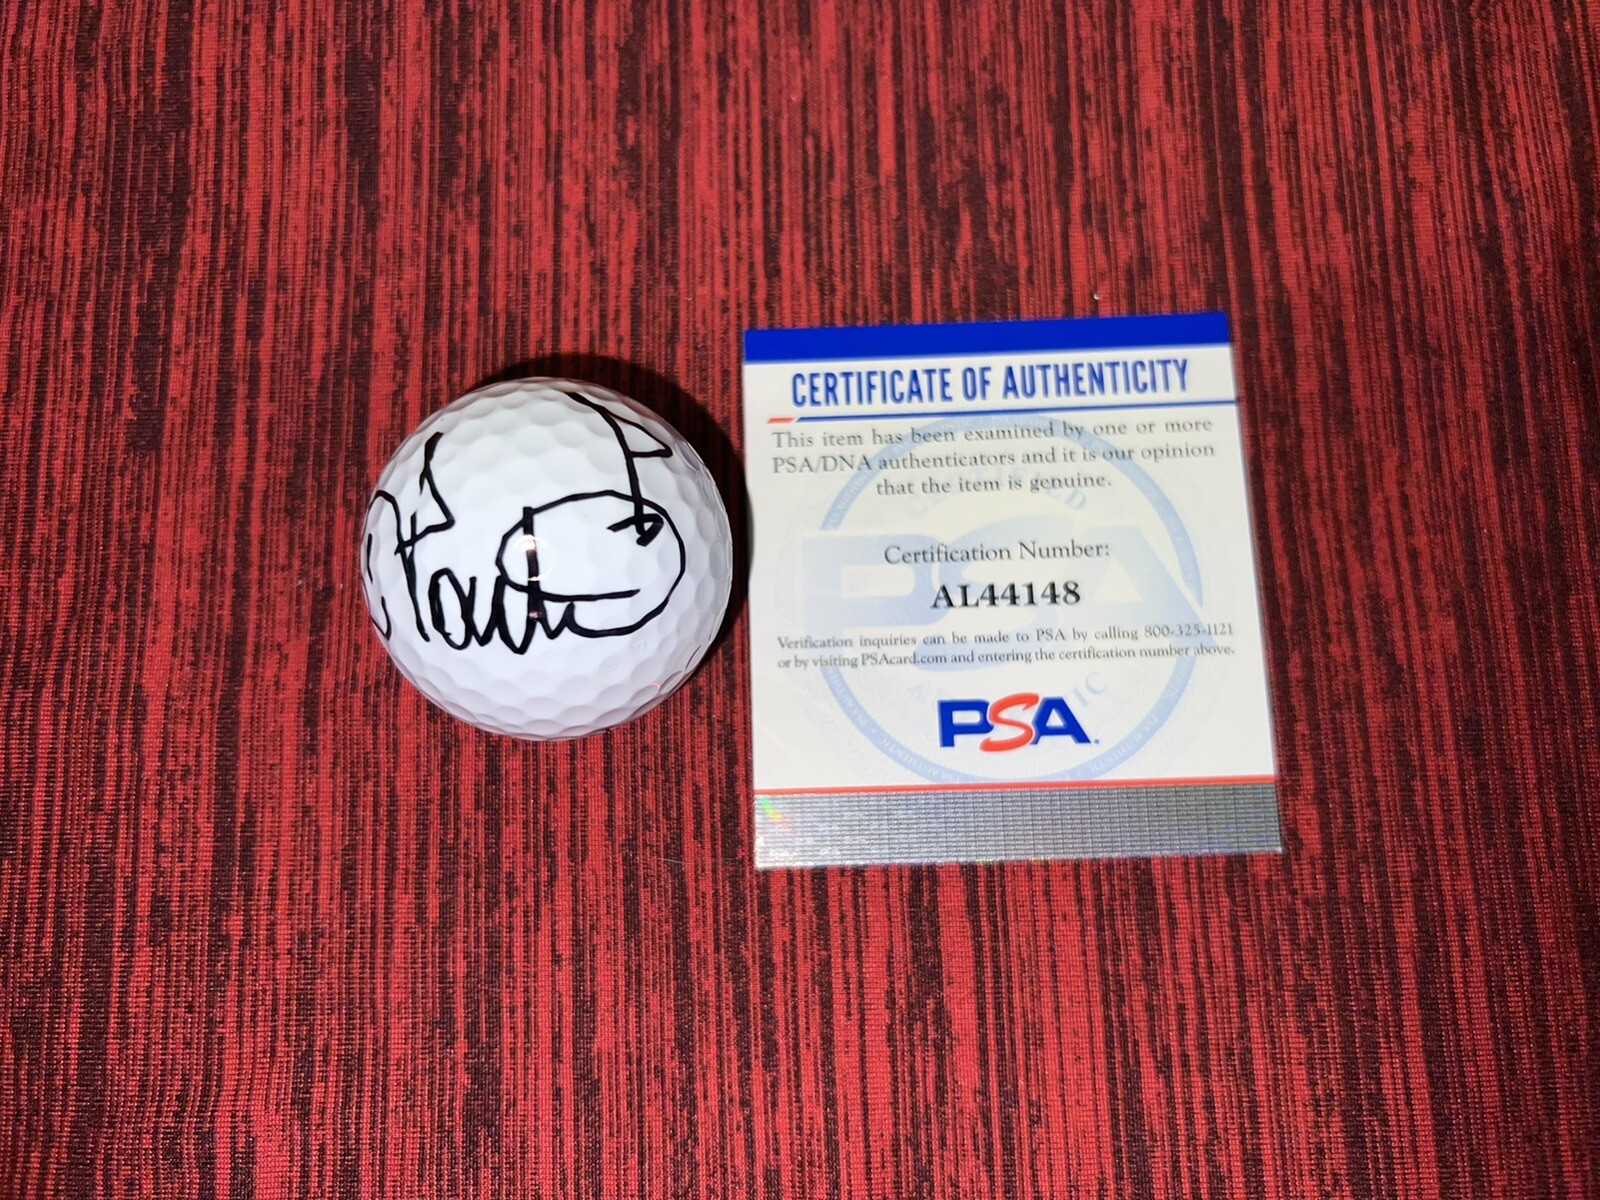 CERTIFICATE OF AUTHENTICITY
This item has been examined by one or more
PSA/DNA authenticators and it is our opinion
that the item is genuine.
Certification Number:
AL44148
Verification inquiries can be made to PSA by calling 800-325-1121
or by visiting PSAcard.com and entering the certification number above.
PSA